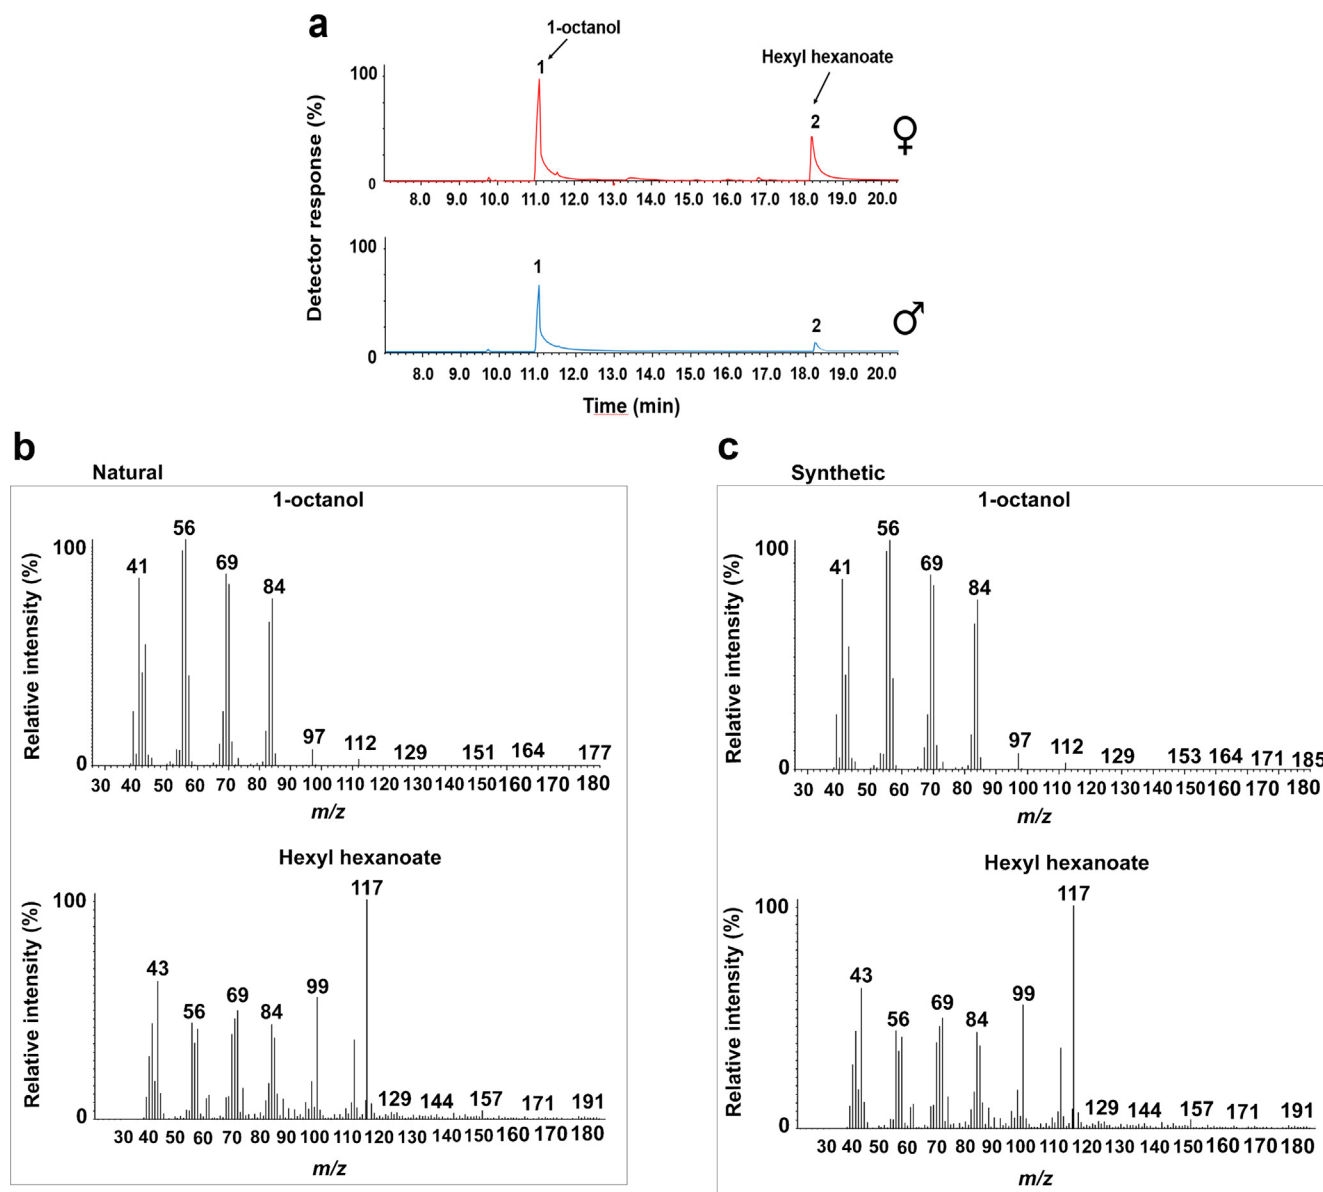 a
1-octanol
Hexyl hexanoate
Detector response (%)
100
1
2
♀
0
8.0 9.0 10.0 11.0 12.0 13.0 14.0 15.0 16.0 17.0 18.0 19.0 20.0
100
1
2
♂
0
8.0 9.0 10.0 11.0 12.0 13.0 14.0 15.0 16.0 17.0 18.0 19.0 20.0
Time (min)
b
Natural
1-octanol
Relative intensity (%)
100
41 56 69 84 97 112 129 151 164 177
0
30 40 50 60 70 80 90 100 110 120 130 140 150 160 170 180
m/z
Hexyl hexanoate
Relative intensity (%)
100
43 56 69 84 99 117 129 144 157 171 191
0
30 40 50 60 70 80 90 100 110 120 130 140 150 160 170 180
m/z
c
Synthetic
1-octanol
Relative intensity (%)
100
41 56 69 84 97 112 129 153 164 171 185
0
30 40 50 60 70 80 90 100 110 120 130 140 150 160 170 180
m/z
Hexyl hexanoate
Relative intensity (%)
100
43 56 69 84 99 117 129 144 157 171 191
0
30 40 50 60 70 80 90 100 110 120 130 140 150 160 170 180
m/z